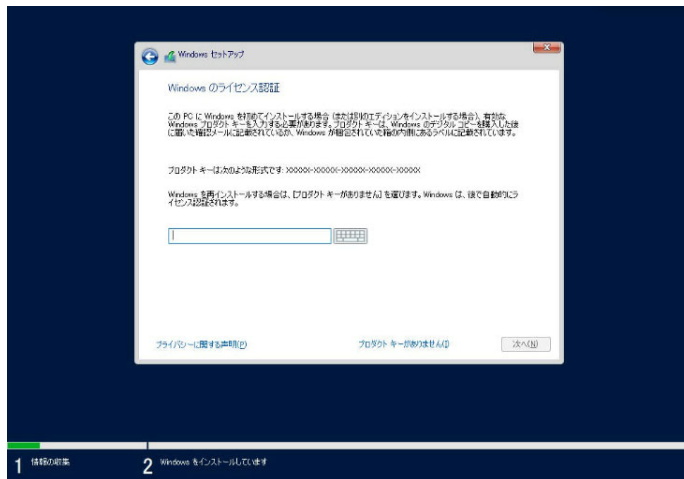 Windows セットアップ
Windows のライセンス認証
この PC に Windows を初めてインストールする場合 (または別のエディションをインストールする場合)、有効な
Windows プロダクト キーを入力する必要があります。プロダクト キーは、Windows のデジタル コピーを購入した後
に届いた確認メールに記載されているか、Windows が梱包されていた箱の内側にあるラベルに記載されています。
プロダクト キーは次のような形式です: XXXXX-XXXXX-XXXXX-XXXXX-XXXXX
Windows を再インストールする場合は、[プロダクト キーがありません] を選びます。Windows は、後で自動的にラ
イセンス認証されます。
プライバシーに関する声明(P)
プロダクト キーがありません(I)
次へ(N)
1 情報の収集
2 Windows をインストールしています